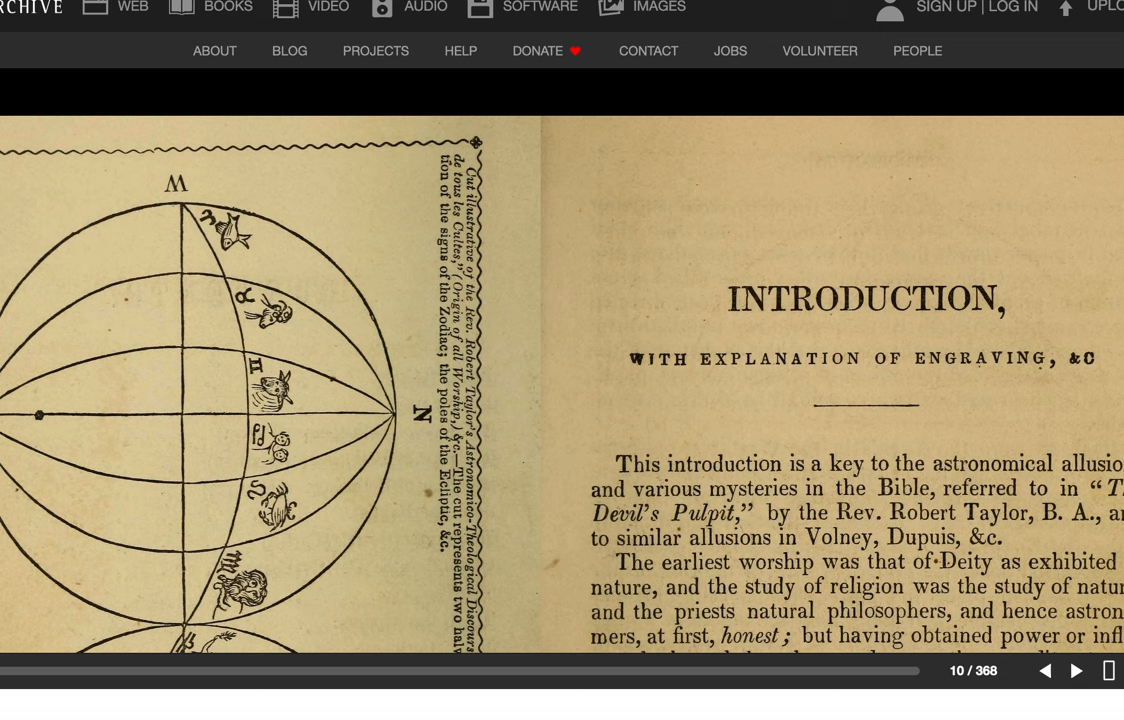 ARCHIVE WEB BOOKS VIDEO AUDIO SOFTWARE IMAGES SIGN UP | LOG IN
ABOUT BLOG PROJECTS HELP DONATE CONTACT JOBS VOLUNTEER PEOPLE
W
N
Cut illustrative of the Rev. Robert Taylor's Astronomico-Theological Discours
de tous les Cultes," (Origin of all Worship,) &c.—The cut represents two halv
tion of the signs of the Zodiac; the poles of the Ecliptic, &c.
♈
♉
♊
♌
♍
INTRODUCTION,
WITH EXPLANATION OF ENGRAVING, &C
This introduction is a key to the astronomical allusio
and various mysteries in the Bible, referred to in "T
Devil's Pulpit," by the Rev. Robert Taylor, B. A., a
to similar allusions in Volney, Dupuis, &c.
The earliest worship was that of Deity as exhibited
nature, and the study of religion was the study of natu
and the priests natural philosophers, and hence astron
mers, at first, honest; but having obtained power or infl
10 / 368